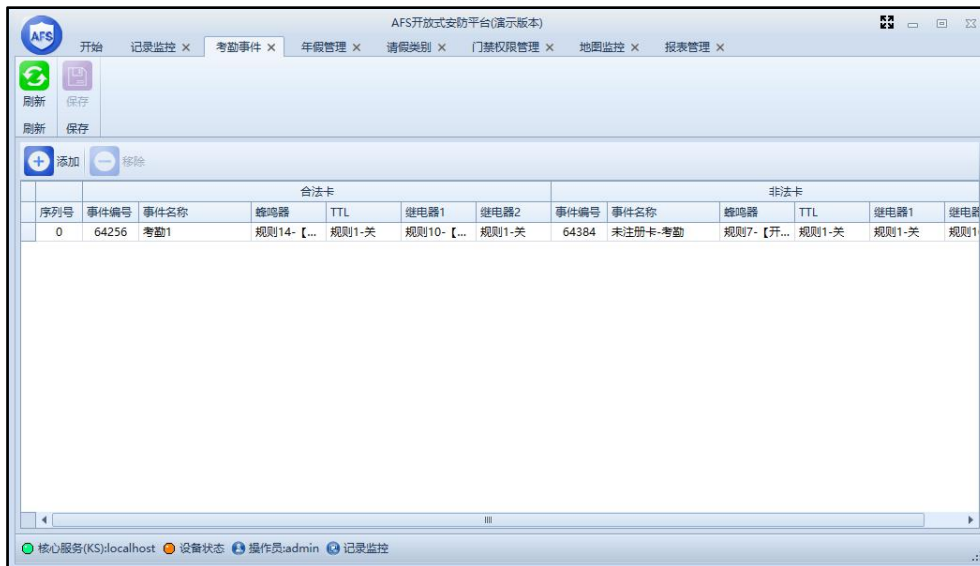 AFS开放式安防平台(演示版本)
AFS
开始 记录监控 考勤事件 年假管理 请假类别 门禁权限管理 地图监控 报表管理
刷新 保存
刷新 保存
添加 移除
合法卡 非法卡
序列号 事件编号 事件名称 蜂鸣器 TTL 继电器1 继电器2 事件编号 事件名称 蜂鸣器 TTL 继电器1 继电器
0 64256 考勤1 规则14-【... 规则1-关 规则10-【... 规则1-关 64384 未注册卡-考勤 规则7-【开... 规则1-关 规则1-关 规则1
核心服务(KS):localhost 设备状态 操作员:admin 记录监控